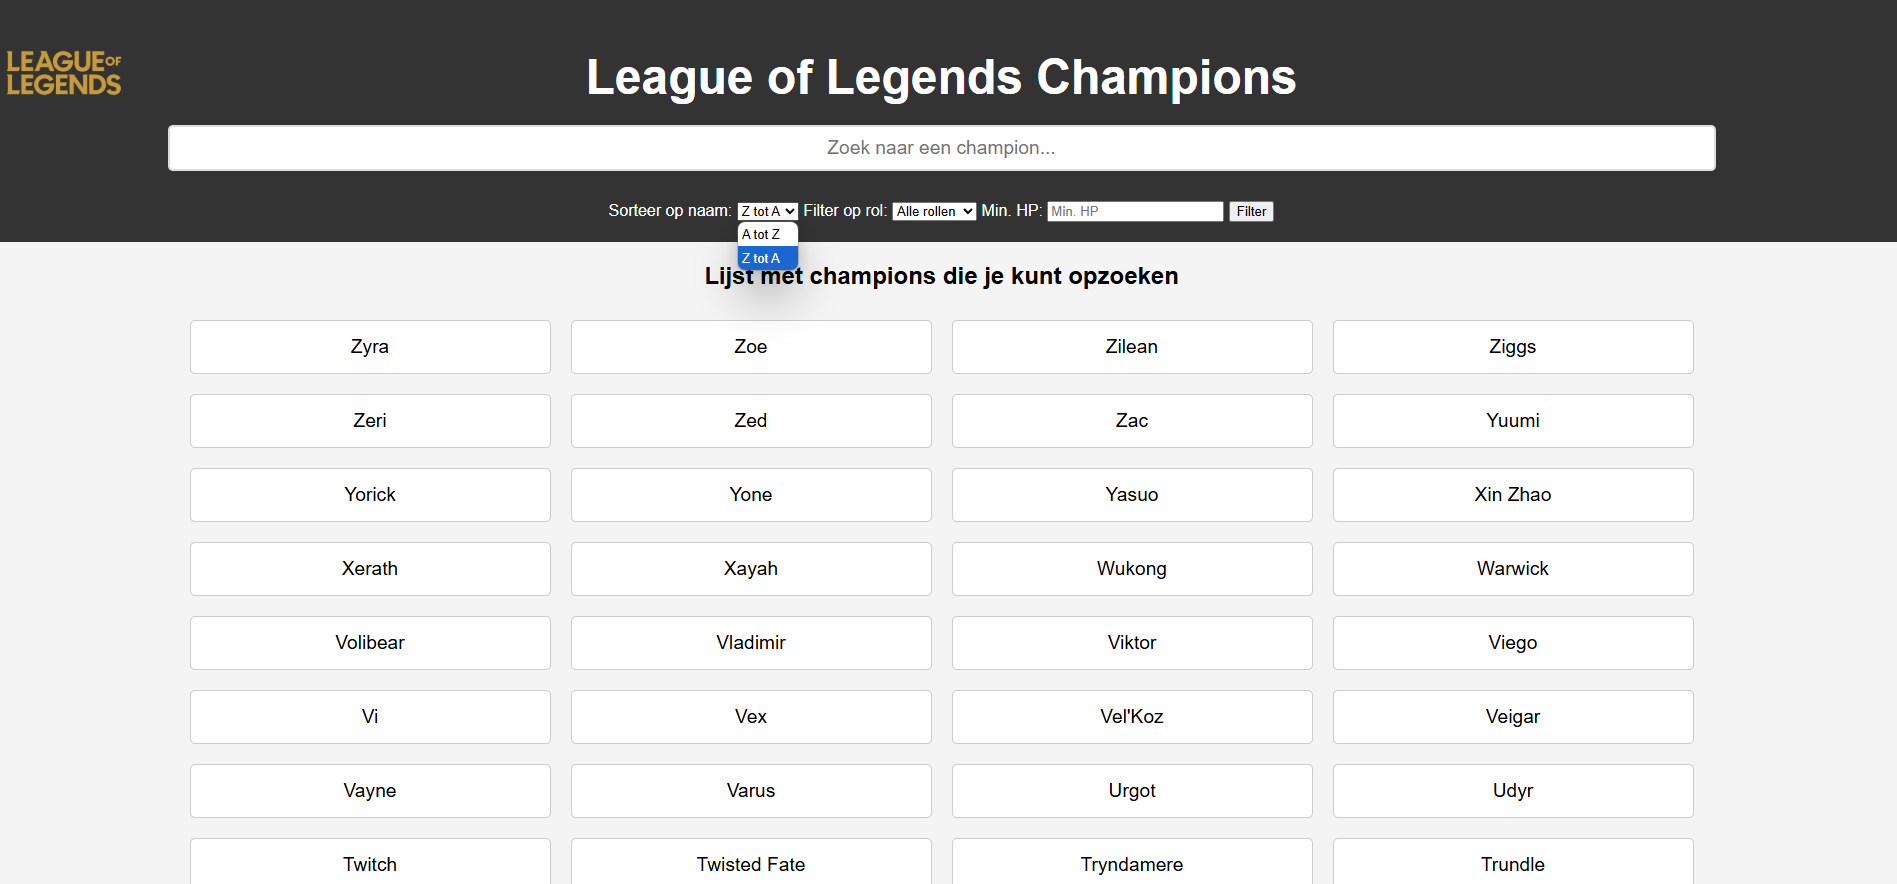 LEAGUE OF
LEGENDS
League of Legends Champions
Zoek naar een champion...
Sorteer op naam: Z tot A Filter op rol: Alle rollen Min. HP: Min. HP Filter
A tot Z
Z tot A
Lijst met champions die je kunt opzoeken
Zyra Zoe Zilean Ziggs
Zeri Zed Zac Yuumi
Yorick Yone Yasuo Xin Zhao
Xerath Xayah Wukong Warwick
Volibear Vladimir Viktor Viego
Vi Vex Vel'Koz Veigar
Vayne Varus Urgot Udyr
Twitch Twisted Fate Tryndamere Trundle